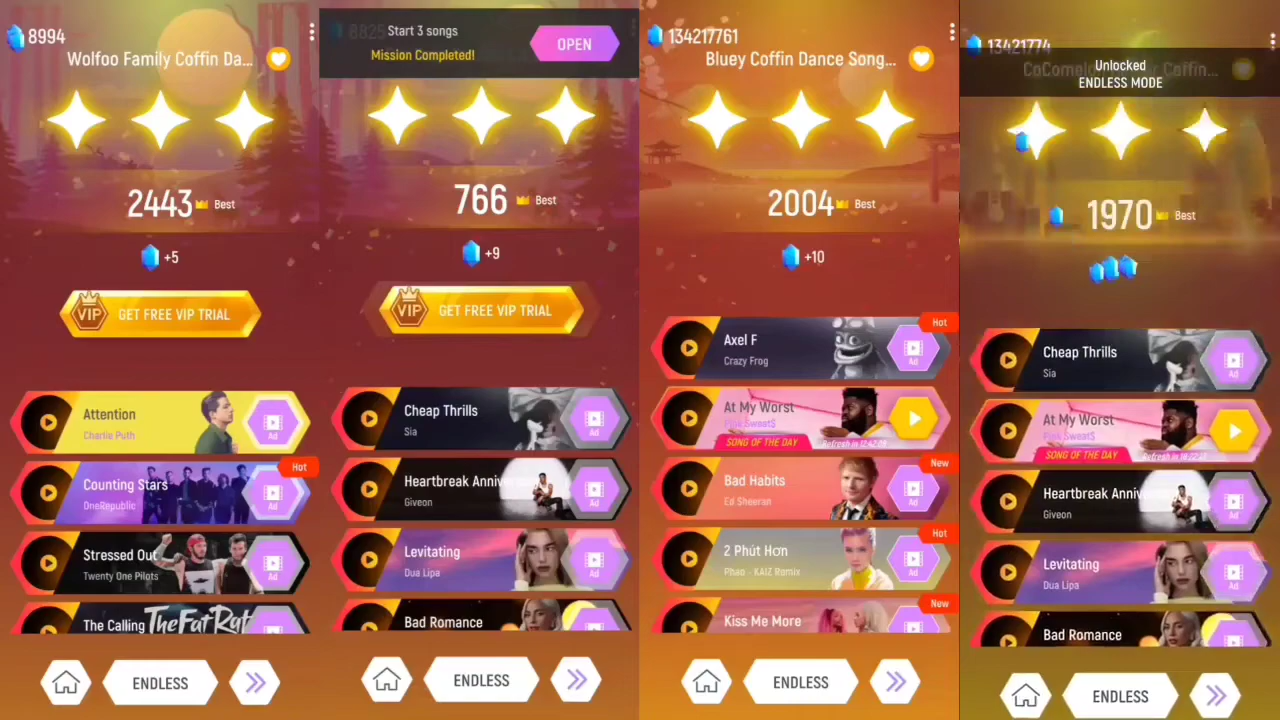 8994
Wolfoo Family Coffin Da...
2443
Best
+5
VIP
GET FREE VIP TRIAL
Attention
Charlie Puth
Ad
Hot
Counting Stars
OneRepublic
Ad
Stressed Out
Twenty One Pilots
Ad
The Calling
TheFatRat
ENDLESS
8825
Start 3 songs
Mission Completed!
OPEN
766
Best
+9
VIP
GET FREE VIP TRIAL
Cheap Thrills
Sia
Ad
Heartbreak Anniv
Giveon
Ad
Levitating
Dua Lipa
Ad
Bad Romance
ENDLESS
134217761
Bluey Coffin Dance Song...
2004
Best
+10
Hot
Axel F
Crazy Frog
Ad
At My Worst
Pink Sweat$
SONG OF THE DAY
New
Bad Habits
Ed Sheeran
Ad
Hot
2 Phút Hơn
Phao - KAIZ Remix
Ad
New
Kiss Me More
ENDLESS
13421774
Unlocked
ENDLESS MODE
1970
Best
Cheap Thrills
Sia
Ad
At My Worst
Pink Sweat$
SONG OF THE DAY
Heartbreak Anniv
Giveon
Ad
Levitating
Dua Lipa
Ad
Bad Romance
ENDLESS